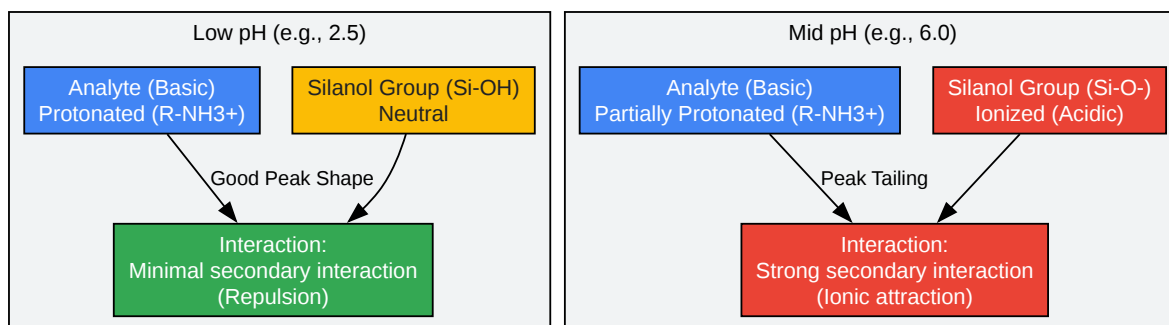 Low pH (e.g., 2.5)
Analyte (Basic)
Protonated (R-NH3+)
Silanol Group (Si-OH)
Neutral
Good Peak Shape
Interaction:
Minimal secondary interaction
(Repulsion)
Mid pH (e.g., 6.0)
Analyte (Basic)
Partially Protonated (R-NH3+)
Silanol Group (Si-O-)
Ionized (Acidic)
Peak Tailing
Interaction:
Strong secondary interaction
(Ionic attraction)